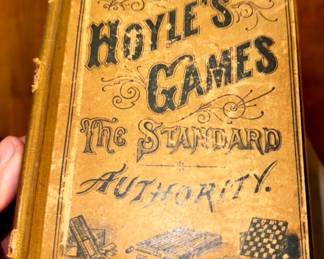 HOYLE'S
GAMES
THE STANDARD
AUTHORITY.